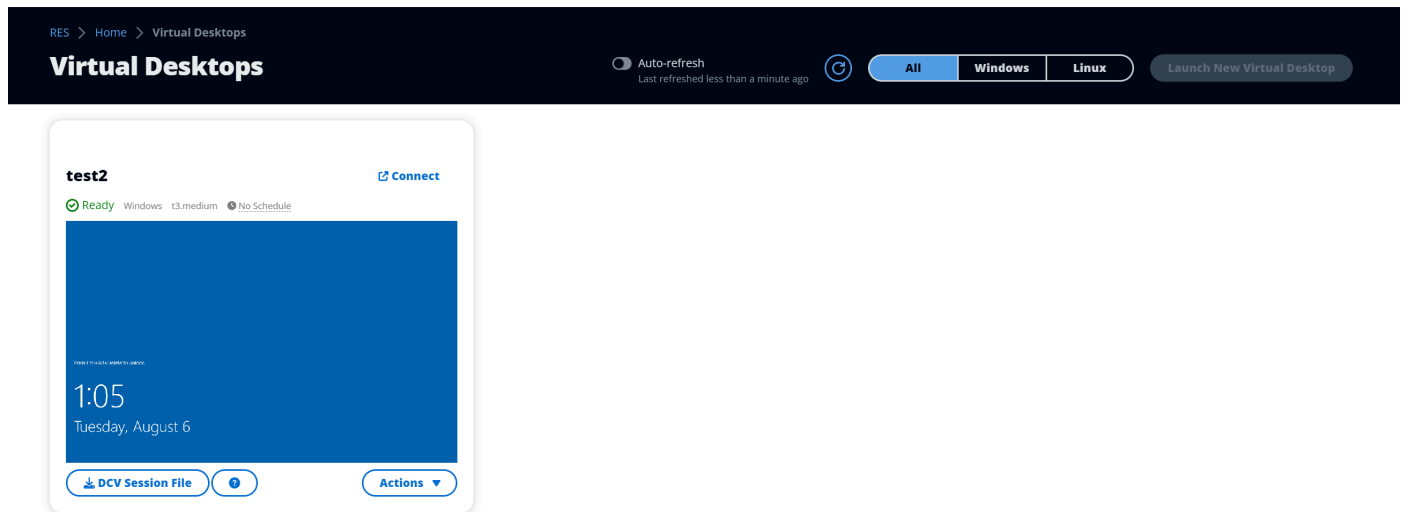 RES > Home > Virtual Desktops
Virtual Desktops
Auto-refresh
Last refreshed less than a minute ago
All
Windows
Linux
Launch New Virtual Desktop
test2
Connect
Ready Windows t3.medium No Schedule
1:05
Tuesday, August 6
DCV Session File
?
Actions